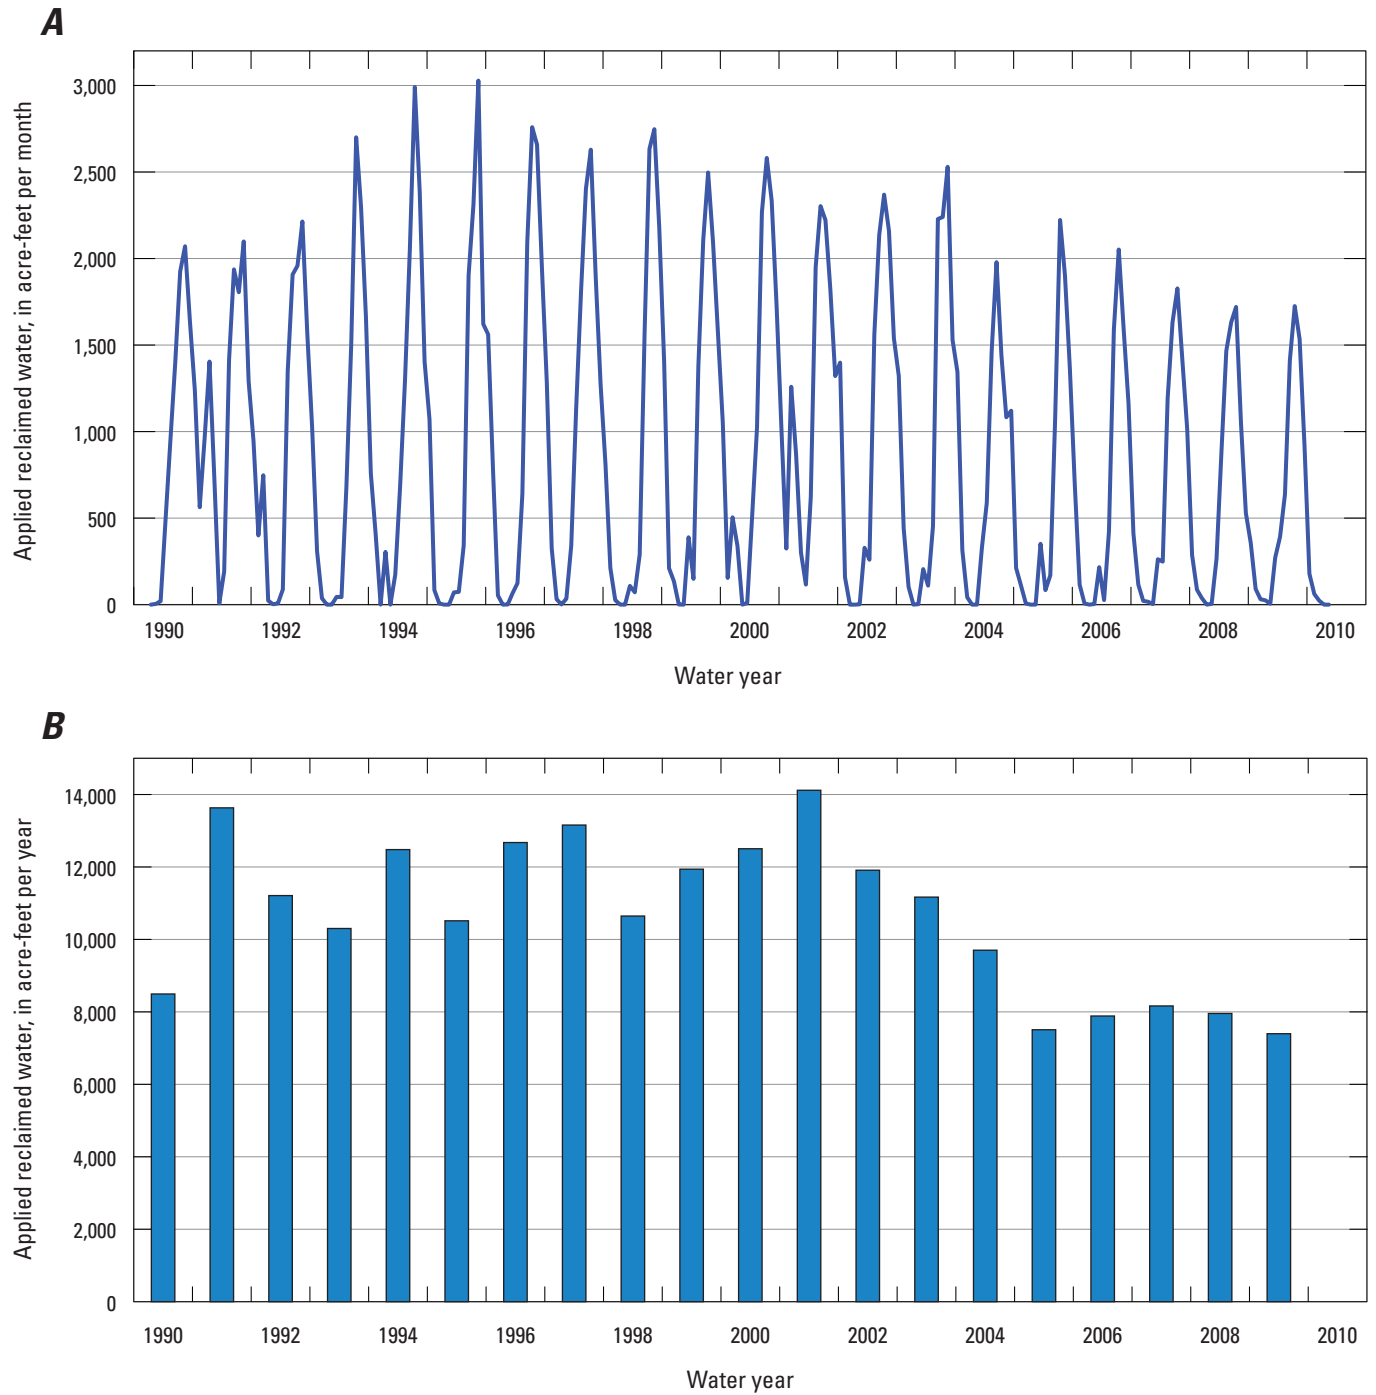 A
Applied reclaimed water, in acre-feet per month
3,000
2,500
2,000
1,500
1,000
500
0
1990 1992 1994 1996 1998 2000 2002 2004 2006 2008 2010
Water year
B
Applied reclaimed water, in acre-feet per year
14,000
12,000
10,000
8,000
6,000
4,000
2,000
0
1990 1992 1994 1996 1998 2000 2002 2004 2006 2008 2010
Water year